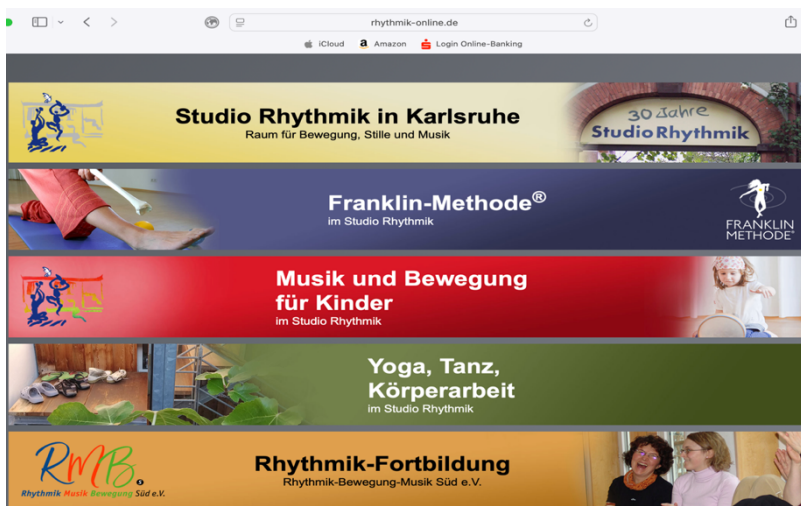 rhythmik-online.de
iCloud a Amazon Login Online-Banking
Studio Rhythmik in Karlsruhe
Raum für Bewegung, Stille und Musik
30 Jahre
Studio Rhythmik
Franklin-Methode®
im Studio Rhythmik
FRANKLIN
METHODE®
Musik und Bewegung
für Kinder
im Studio Rhythmik
Yoga, Tanz,
Körperarbeit
im Studio Rhythmik
RMB
Rhythmik Musik Bewegung Süd e.V.
Rhythmik-Fortbildung
Rhythmik-Bewegung-Musik Süd e.V.